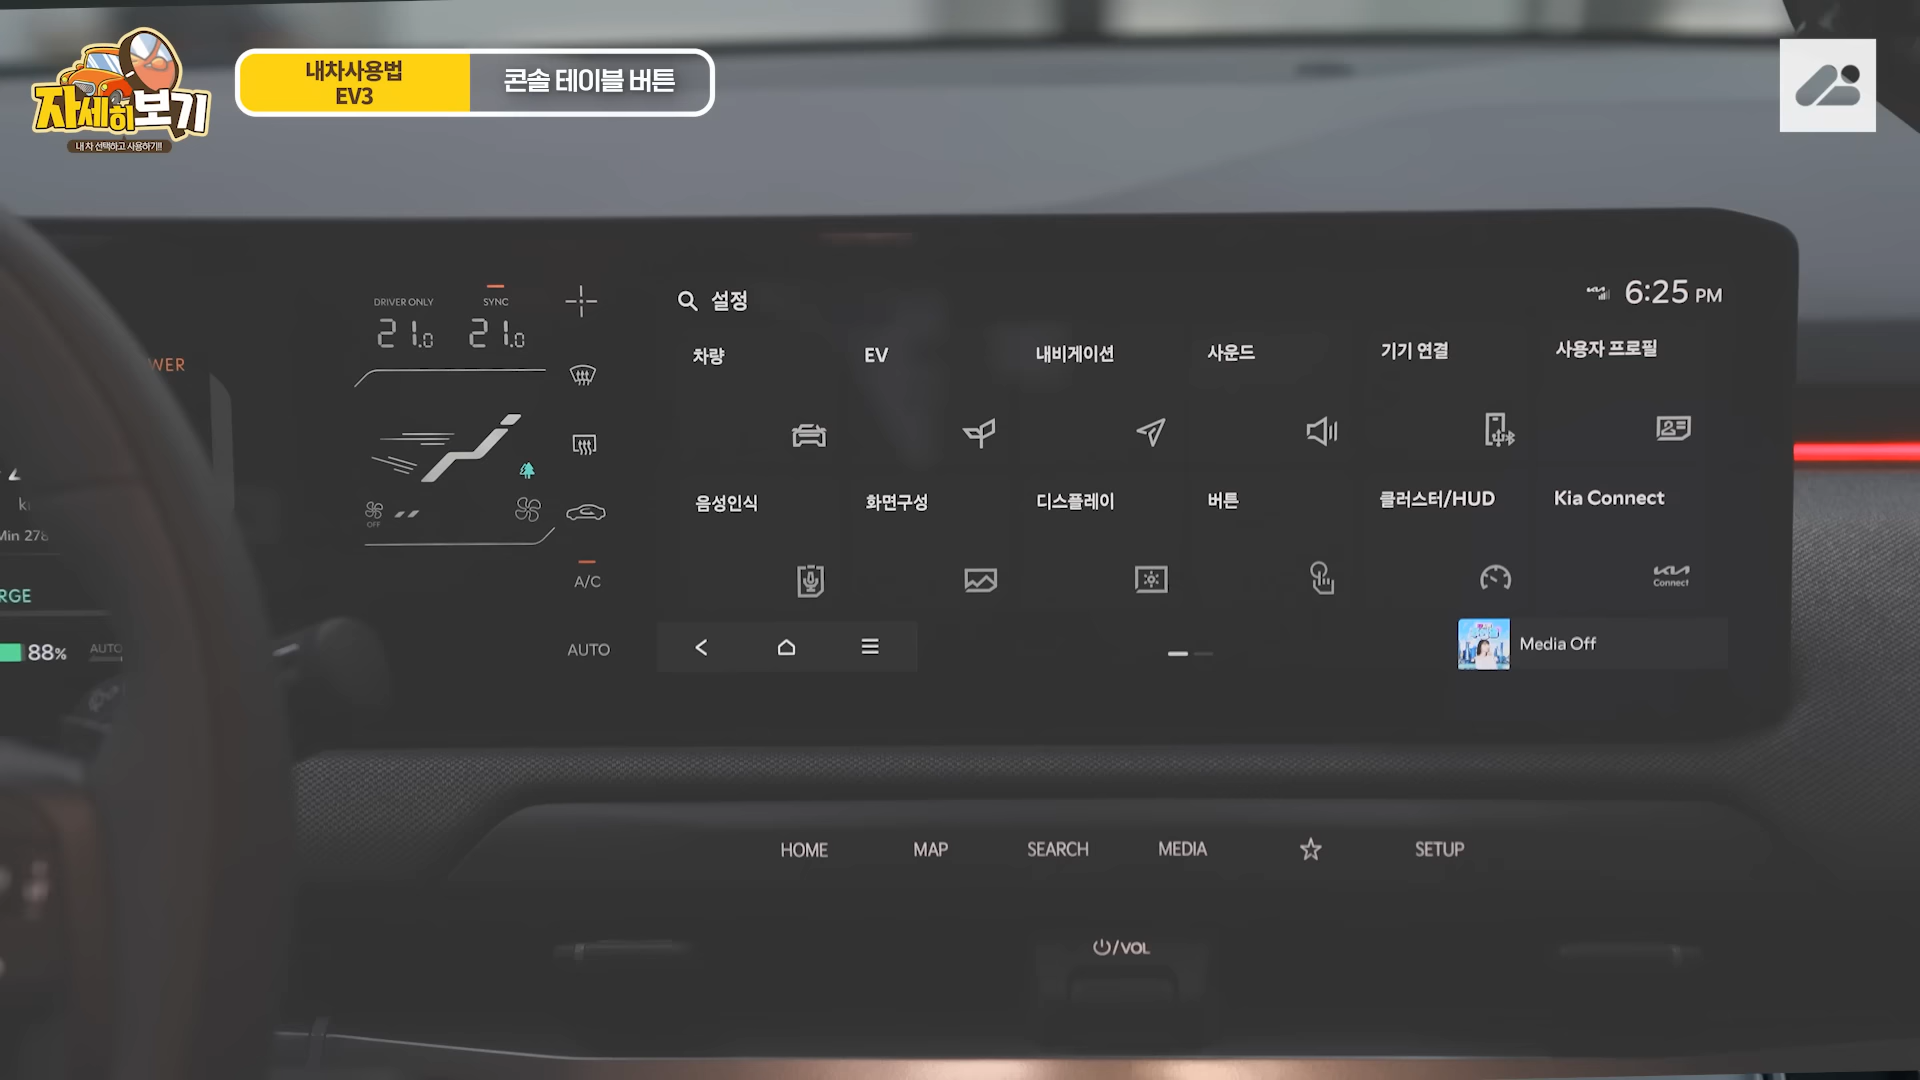 자세히보기
내 차 선택하고 사용하기!!
내차사용법
EV3
콘솔 테이블 버튼
DRIVER ONLY
SYNC
21.0
21.0
설정
6:25 PM
차량
EV
내비게이션
사운드
기기 연결
사용자 프로필
음성인식
화면구성
디스플레이
버튼
클러스터/HUD
Kia Connect
Connect
OFF
A/C
AUTO
WER
Min 278
RGE
88%
AUTO
Media Off
HOME
MAP
SEARCH
MEDIA
SETUP
/VOL